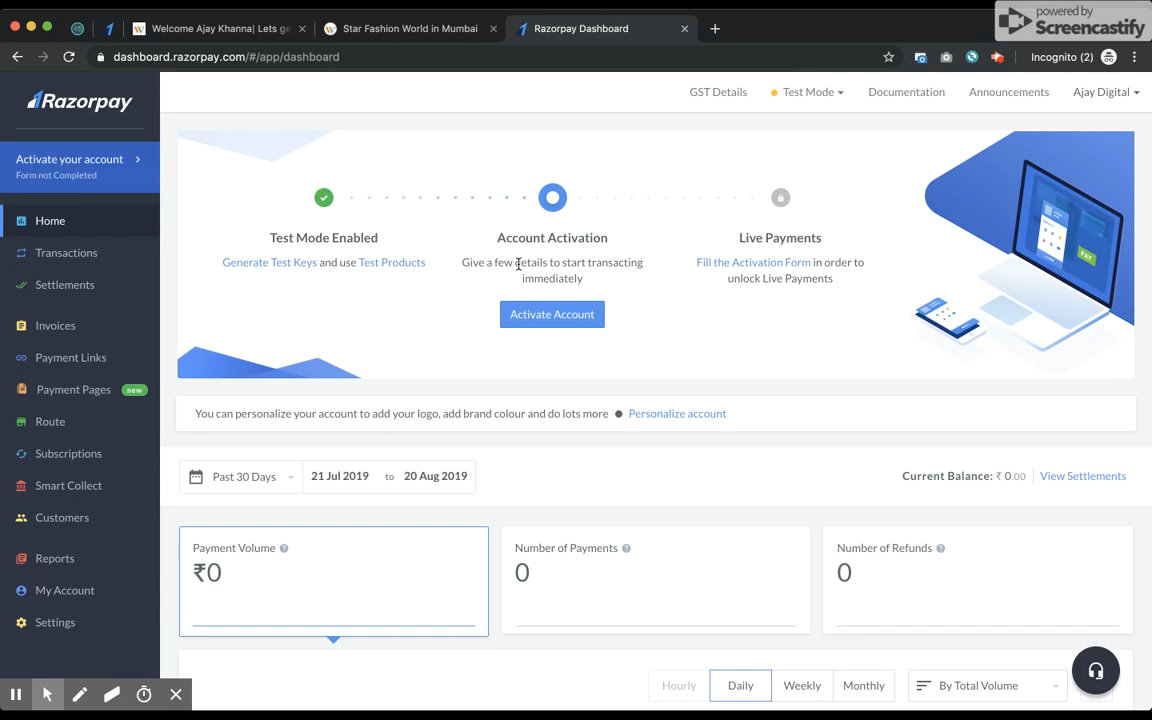 powered by
Screencastify
Welcome Ajay Khanna| Lets ge
Star Fashion World in Mumbai
Razorpay Dashboard
dashboard.razorpay.com/#/app/dashboard
Incognito (2)
Razorpay
GST Details
Test Mode
Documentation
Announcements
Ajay Digital
Activate your account
Form not Completed
Home
Transactions
Settlements
Invoices
Payment Links
Payment Pages new
Route
Subscriptions
Smart Collect
Customers
Reports
My Account
Settings
Test Mode Enabled
Generate Test Keys and use Test Products
Account Activation
Give a few details to start transacting
immediately
Activate Account
Live Payments
Fill the Activation Form in order to
unlock Live Payments
PAY
You can personalize your account to add your logo, add brand colour and do lots more ● Personalize account
Past 30 Days
21 Jul 2019 to 20 Aug 2019
Current Balance: ₹ 0.00
View Settlements
Payment Volume
₹0
Number of Payments
0
Number of Refunds
0
Hourly
Daily
Weekly
Monthly
By Total Volume